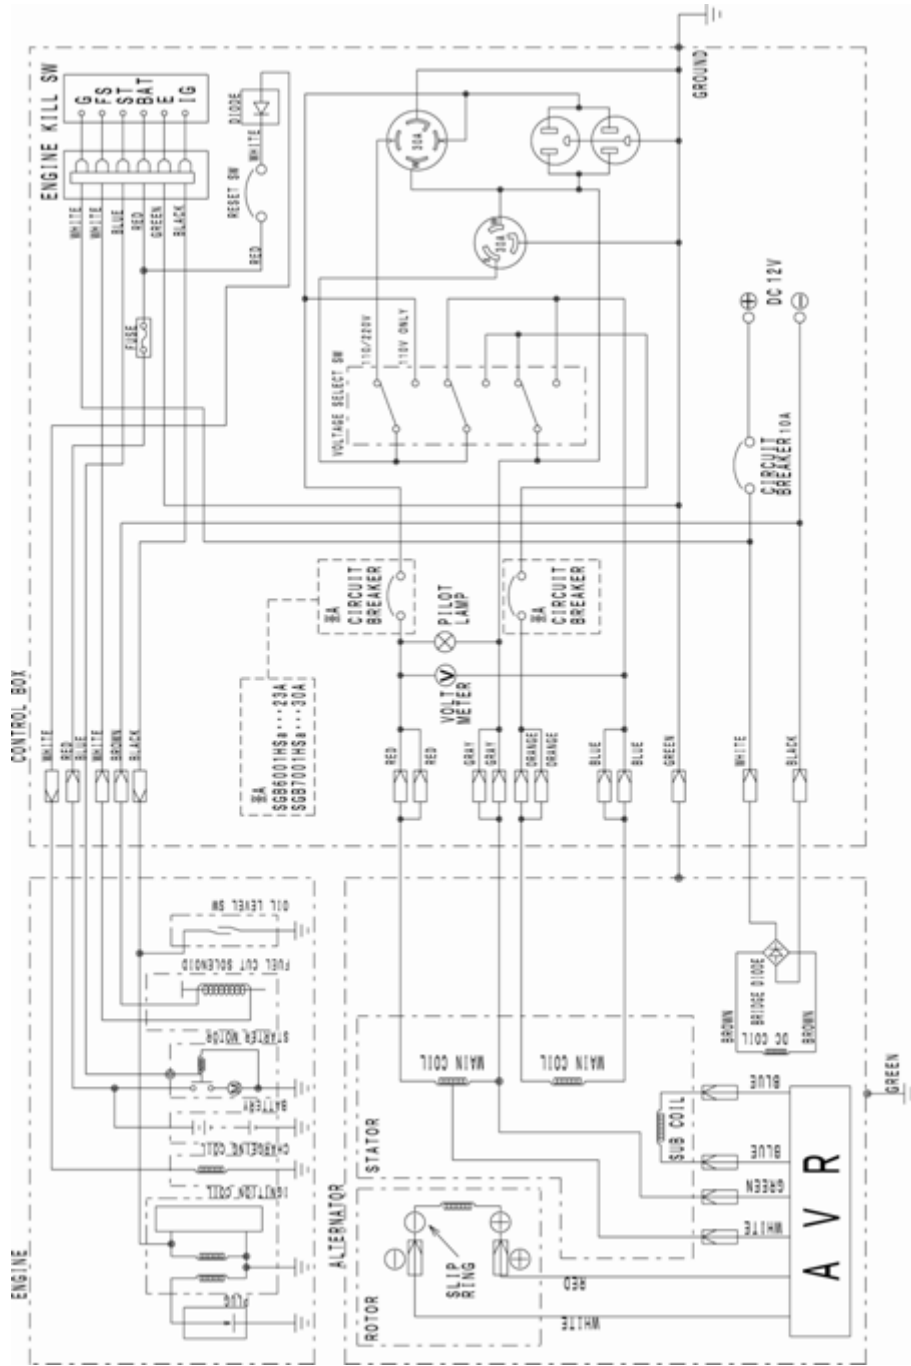 ENGINE KILL SW
G
FS
ST
BAT
E
IG
WHITE
WHITE
BLUE
RED
GREEN
BLACK
DIODE
WHITE
RESET SW
RED
FUSE
30A
30A
GROUND
DC 12V
+
−
110/220V
110V ONLY
VOLTAGE SELECT SW
CIRCUIT
BREAKER10A
※A
CIRCUIT
BREAKER
※A
CIRCUIT
BREAKER
PILOT
LAMP
V
VOLT
METER
※A
SGB6001HSa・・・23A
SGB7001HSa・・・30A
CONTROL BOX
WHITE
RED
BLUE
WHITE
BROWN
BLACK
RED
RED
GRAY
GRAY
ORANGE
ORANGE
BLUE
BLUE
GREEN
WHITE
BLACK
OIL LEVEL SW
FUEL CUT SOLENOID
STARTER MOTOR
CHARGEING COIL
IGNITION COIL
PLUG
ENGINE
ALTERNATOR
STATOR
MAIN COIL
MAIN COIL
SUB COIL
BROWN
BRIDGE DIODE
DC COIL
BROWN
BLUE
BLUE
GREEN
WHITE
GREEN
A V R
ROTOR
SLIP
RING
RED
WHITE